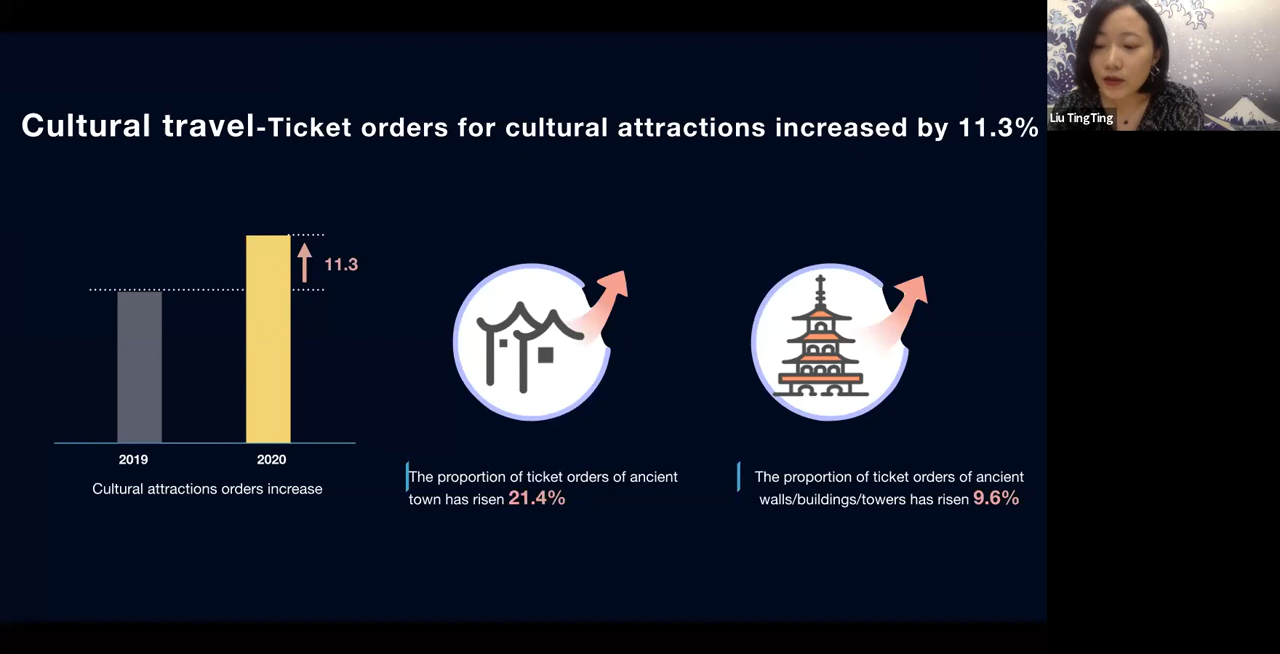 Cultural travel-Ticket orders for cultural attractions increased by 11.3%
Liu TingTing
11.3
2019
2020
Cultural attractions orders increase
The proportion of ticket orders of ancient
town has risen 21.4%
The proportion of ticket orders of ancient
walls/buildings/towers has risen 9.6%